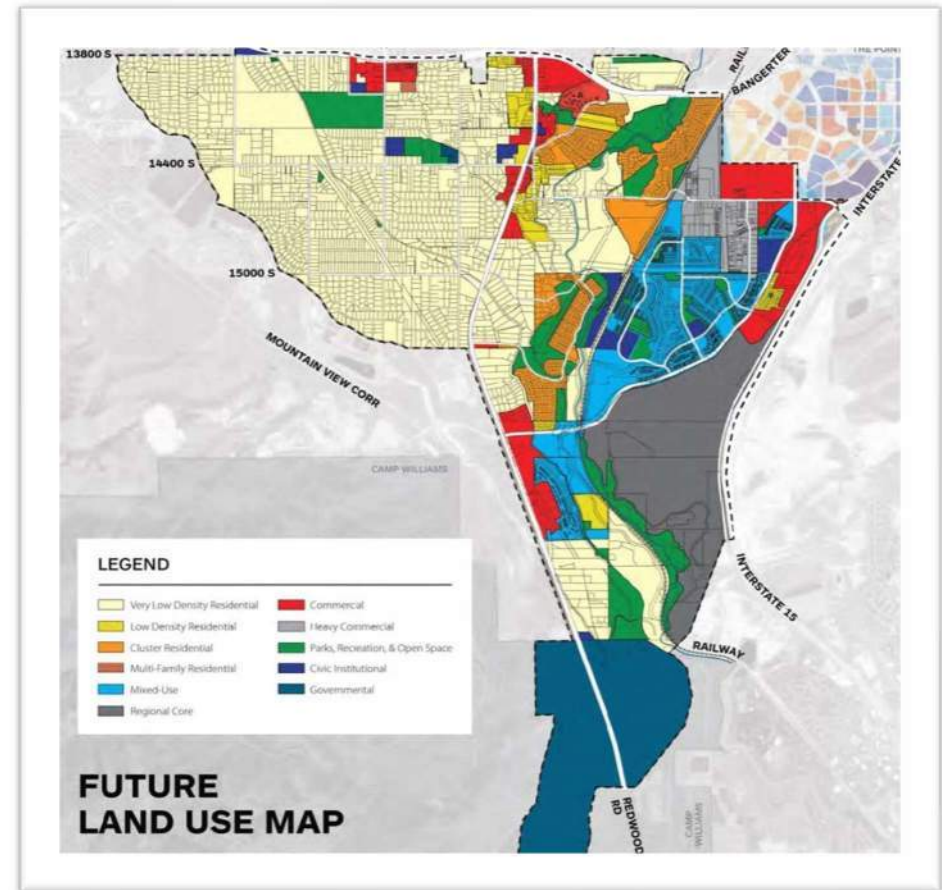 THE POINT
13800 S
BANGERTER
14400 S
INTERSTATE
15000 S
MOUNTAIN VIEW CORR
CAMP WILLIAMS
LEGEND
Very Low Density Residential
Low Density Residential
Cluster Residential
Multi-Family Residential
Mixed-Use
Regional Core
Commercal
Heavy Commercial
Parks, Recreation, & Open Space
Civic Institutional
Governmental
INTERSTATE 15
RAILWAY
REDWOOD
RD
CAMP
WILLIAMS
FUTURE
LAND USE MAP